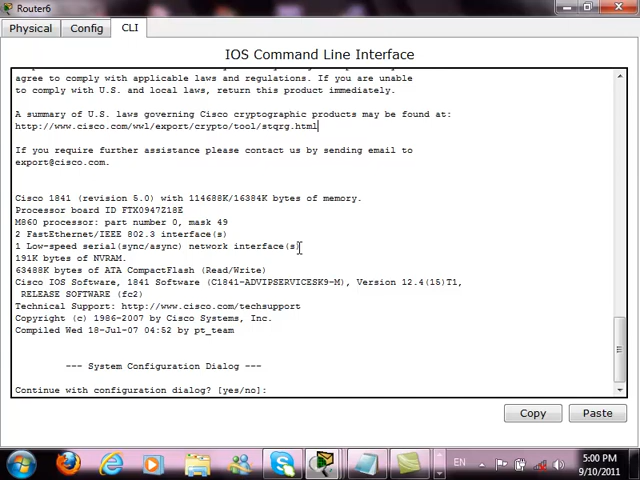 Router6
Physical
Config
CLI
IOS Command Line Interface
agree to comply with applicable laws and regulations. If you are unable
to comply with U.S. and local laws, return this product immediately.
A summary of U.S. laws governing Cisco cryptographic products may be found at:
http://www.cisco.com/wwl/export/crypto/tool/stqrg.html
If you require further assistance please contact us by sending email to
export@cisco.com.
Cisco 1841 (revision 5.0) with 114688K/16384K bytes of memory.
Processor board ID FTX0947Z18E
M860 processor: part number 0, mask 49
2 FastEthernet/IEEE 802.3 interface(s)
1 Low-speed serial(sync/async) network interface(s)
191K bytes of NVRAM.
63488K bytes of ATA CompactFlash (Read/Write)
Cisco IOS Software, 1841 Software (C1841-ADVIPSERVICESK9-M), Version 12.4(15)T1,
RELEASE SOFTWARE (fc2)
Technical Support: http://www.cisco.com/techsupport
Copyright (c) 1986-2007 by Cisco Systems, Inc.
Compiled Wed 18-Jul-07 04:52 by pt_team
--- System Configuration Dialog ---
Continue with configuration dialog? [yes/no]:
Copy
Paste
EN
5:00 PM
9/10/2011